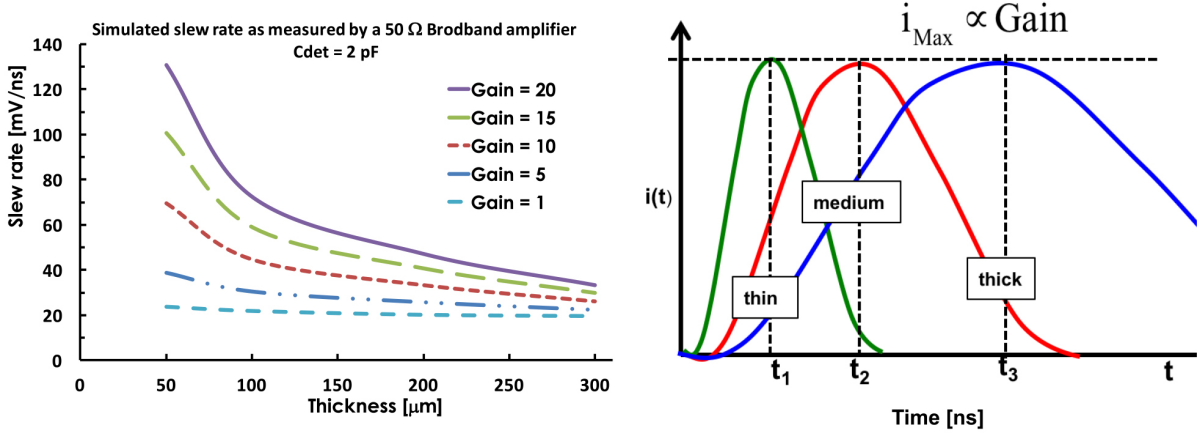 Simulated slew rate as measured by a 50 Ω Brodband amplifier
Cdet = 2 pF
Slew rate [mV/ns]
140
120
100
80
60
40
20
0
Gain = 20
Gain = 15
Gain = 10
Gain = 5
Gain = 1
0 50 100 150 200 250 300
Thickness [μm]
i_Max ∝ Gain
i(t)
medium
thin
thick
t₁ t₂ t₃ t
Time [ns]